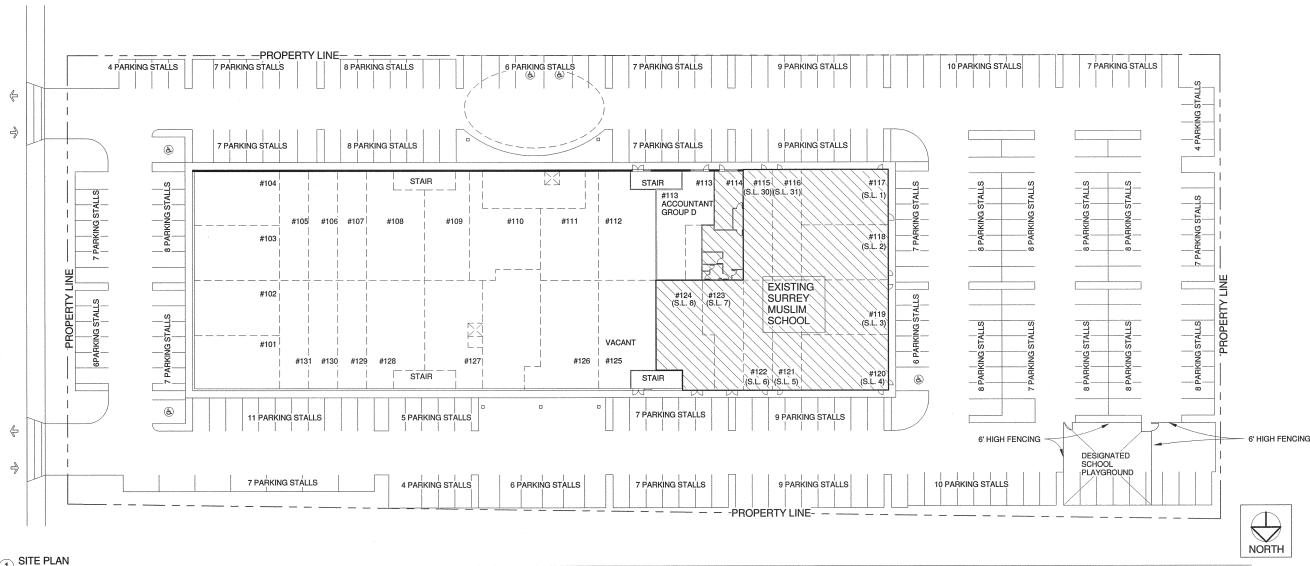 PROPERTY LINE
4 PARKING STALLS
7 PARKING STALLS
8 PARKING STALLS
6 PARKING STALLS
7 PARKING STALLS
9 PARKING STALLS
10 PARKING STALLS
7 PARKING STALLS
4 PARKING STALLS
7 PARKING STALLS
8 PARKING STALLS
7 PARKING STALLS
9 PARKING STALLS
#104
STAIR
STAIR
#113
#114
#115
(S.L. 30)
#116
(S.L. 31)
#117
(S.L. 1)
#113
ACCOUNTANT
GROUP D
#105
#106
#107
#108
#109
#110
#111
#112
#103
#118
(S.L. 2)
7 PARKING STALLS
8 PARKING STALLS
7 PARKING STALLS
8 PARKING STALLS
7 PARKING STALLS
8 PARKING STALLS
8 PARKING STALLS
7 PARKING STALLS
PROPERTY LINE
PROPERTY LINE
#102
#124
(S.L. 8)
#123
(S.L. 7)
EXISTING
SURREY
MUSLIM
SCHOOL
#119
(S.L. 3)
#101
VACANT
6PARKING STALLS
7 PARKING STALLS
6 PARKING STALLS
8 PARKING STALLS
7 PARKING STALLS
8 PARKING STALLS
8 PARKING STALLS
8 PARKING STALLS
#131
#130
#129
#128
#127
#126
#125
STAIR
STAIR
#122
(S.L. 6)
#121
(S.L. 5)
#120
(S.L. 4)
11 PARKING STALLS
5 PARKING STALLS
7 PARKING STALLS
9 PARKING STALLS
6' HIGH FENCING
6' HIGH FENCING
DESIGNATED
SCHOOL
PLAYGROUND
7 PARKING STALLS
4 PARKING STALLS
6 PARKING STALLS
7 PARKING STALLS
9 PARKING STALLS
10 PARKING STALLS
PROPERTY LINE
NORTH
1 SITE PLAN